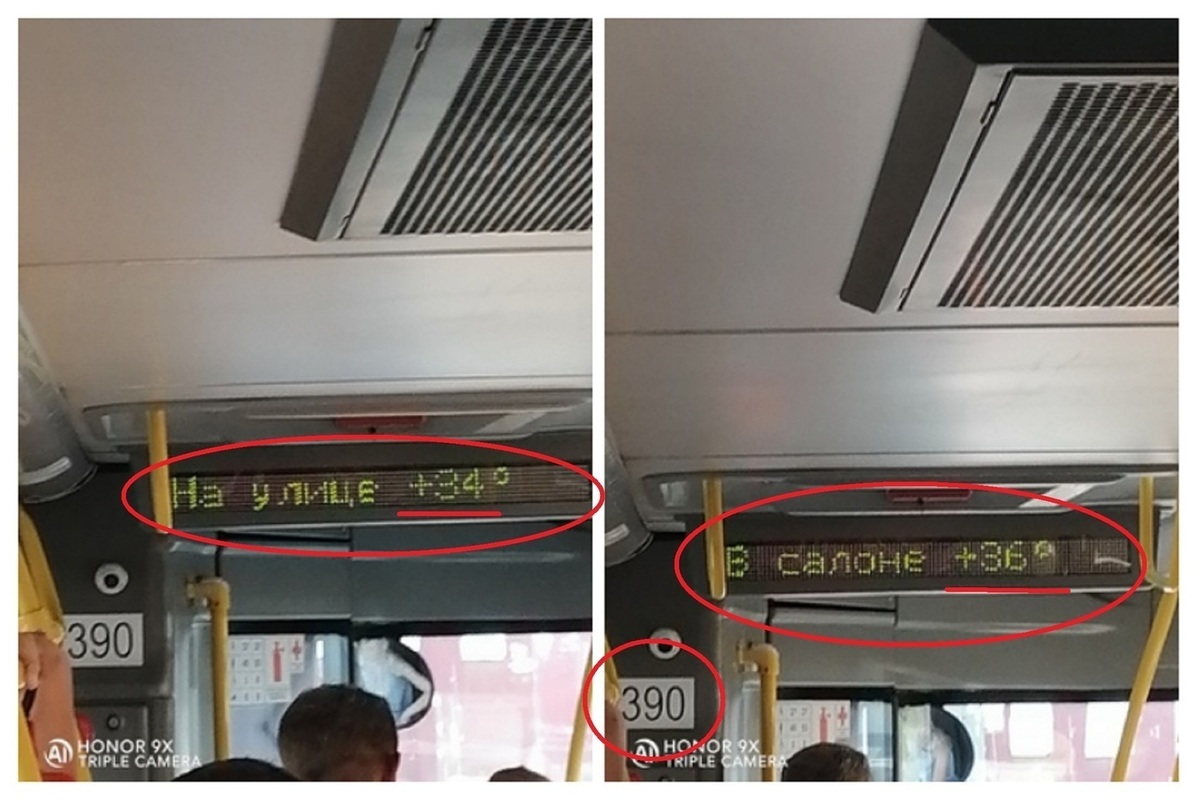 На улице +34°
390
HONOR 9X
TRIPLE CAMERA
В салоне +36°
390
HONOR 9X
TRIPLE CAMERA